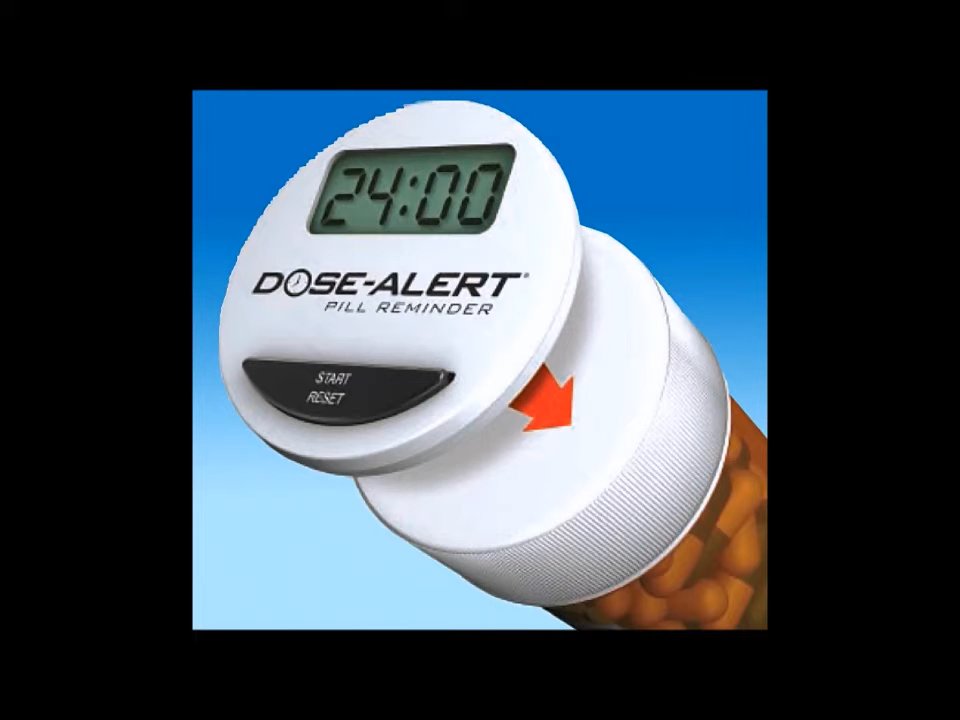 24:00
DOSE-ALERT®
PILL REMINDER
START
RESET